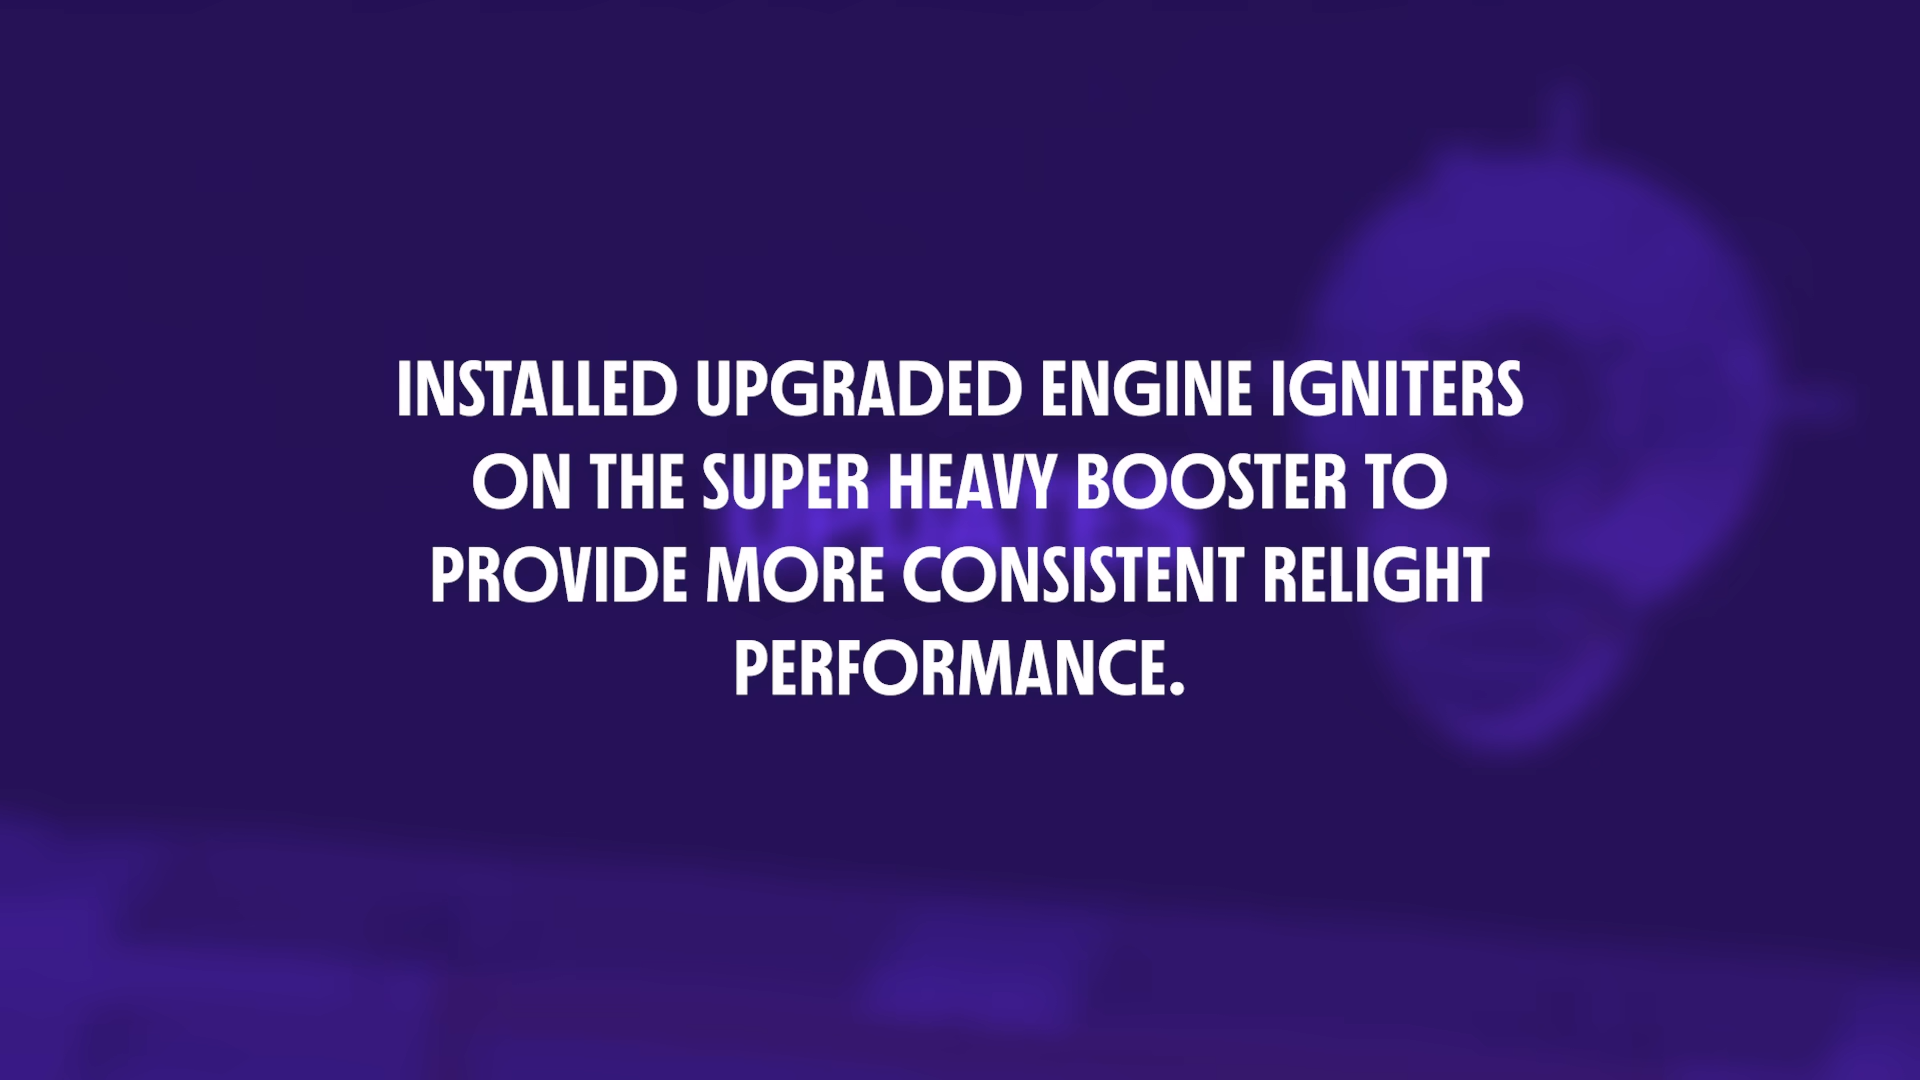 INSTALLED UPGRADED ENGINE IGNITERS
ON THE SUPER HEAVY BOOSTER TO
PROVIDE MORE CONSISTENT RELIGHT
PERFORMANCE.